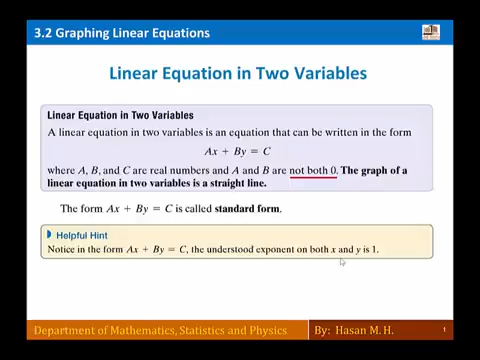 3.2 Graphing Linear Equations
Linear Equation in Two Variables
Linear Equation in Two Variables
A linear equation in two variables is an equation that can be written in the form
Ax + By = C
where A, B, and C are real numbers and A and B are not both 0. The graph of a
linear equation in two variables is a straight line.
The form Ax + By = C is called standard form.
Helpful Hint
Notice in the form Ax + By = C, the understood exponent on both x and y is 1.
Department of Mathematics, Statistics and Physics
By: Hasan M. H.
1